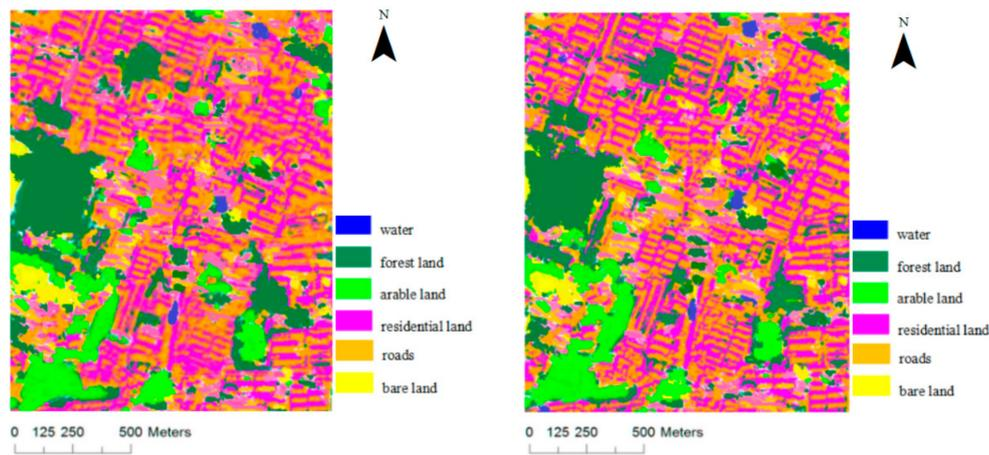 N
water
forest land
arable land
residential land
roads
bare land
0 125 250 500 Meters
N
water
forest land
arable land
residential land
roads
bare land
0 125 250 500 Meters